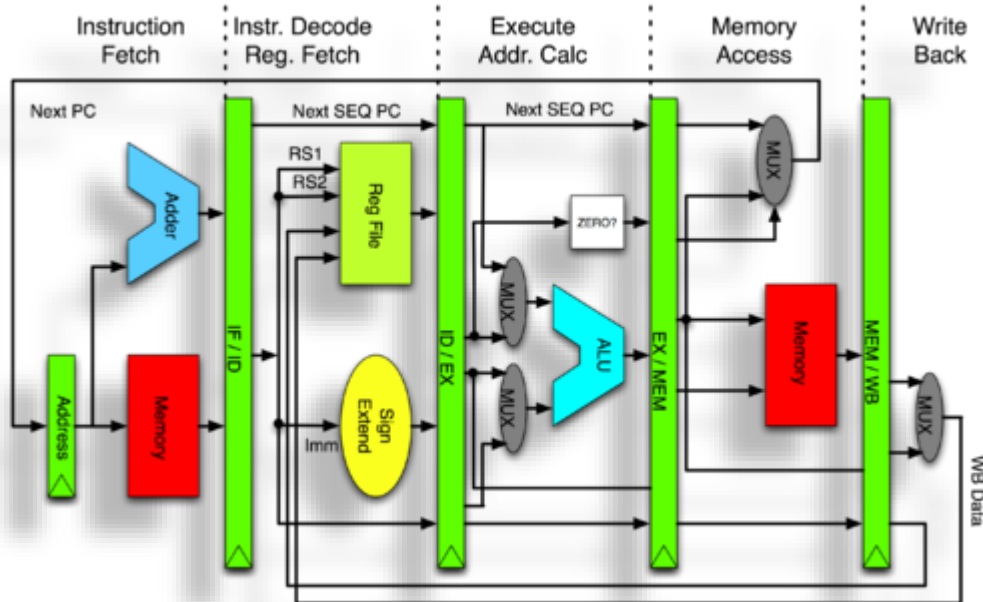 Instruction
Fetch
Instr. Decode
Reg. Fetch
Execute
Addr. Calc
Memory
Access
Write
Back
Next PC
Next SEQ PC
Next SEQ PC
RS1
RS2
Reg File
MUX
Adder
ZERO?
MUX
IF / ID
ID / EX
ALU
EX / MEM
Memory
MEM / WB
Address
Memory
Sign
Extend
MUX
MUX
Imm
WB Data